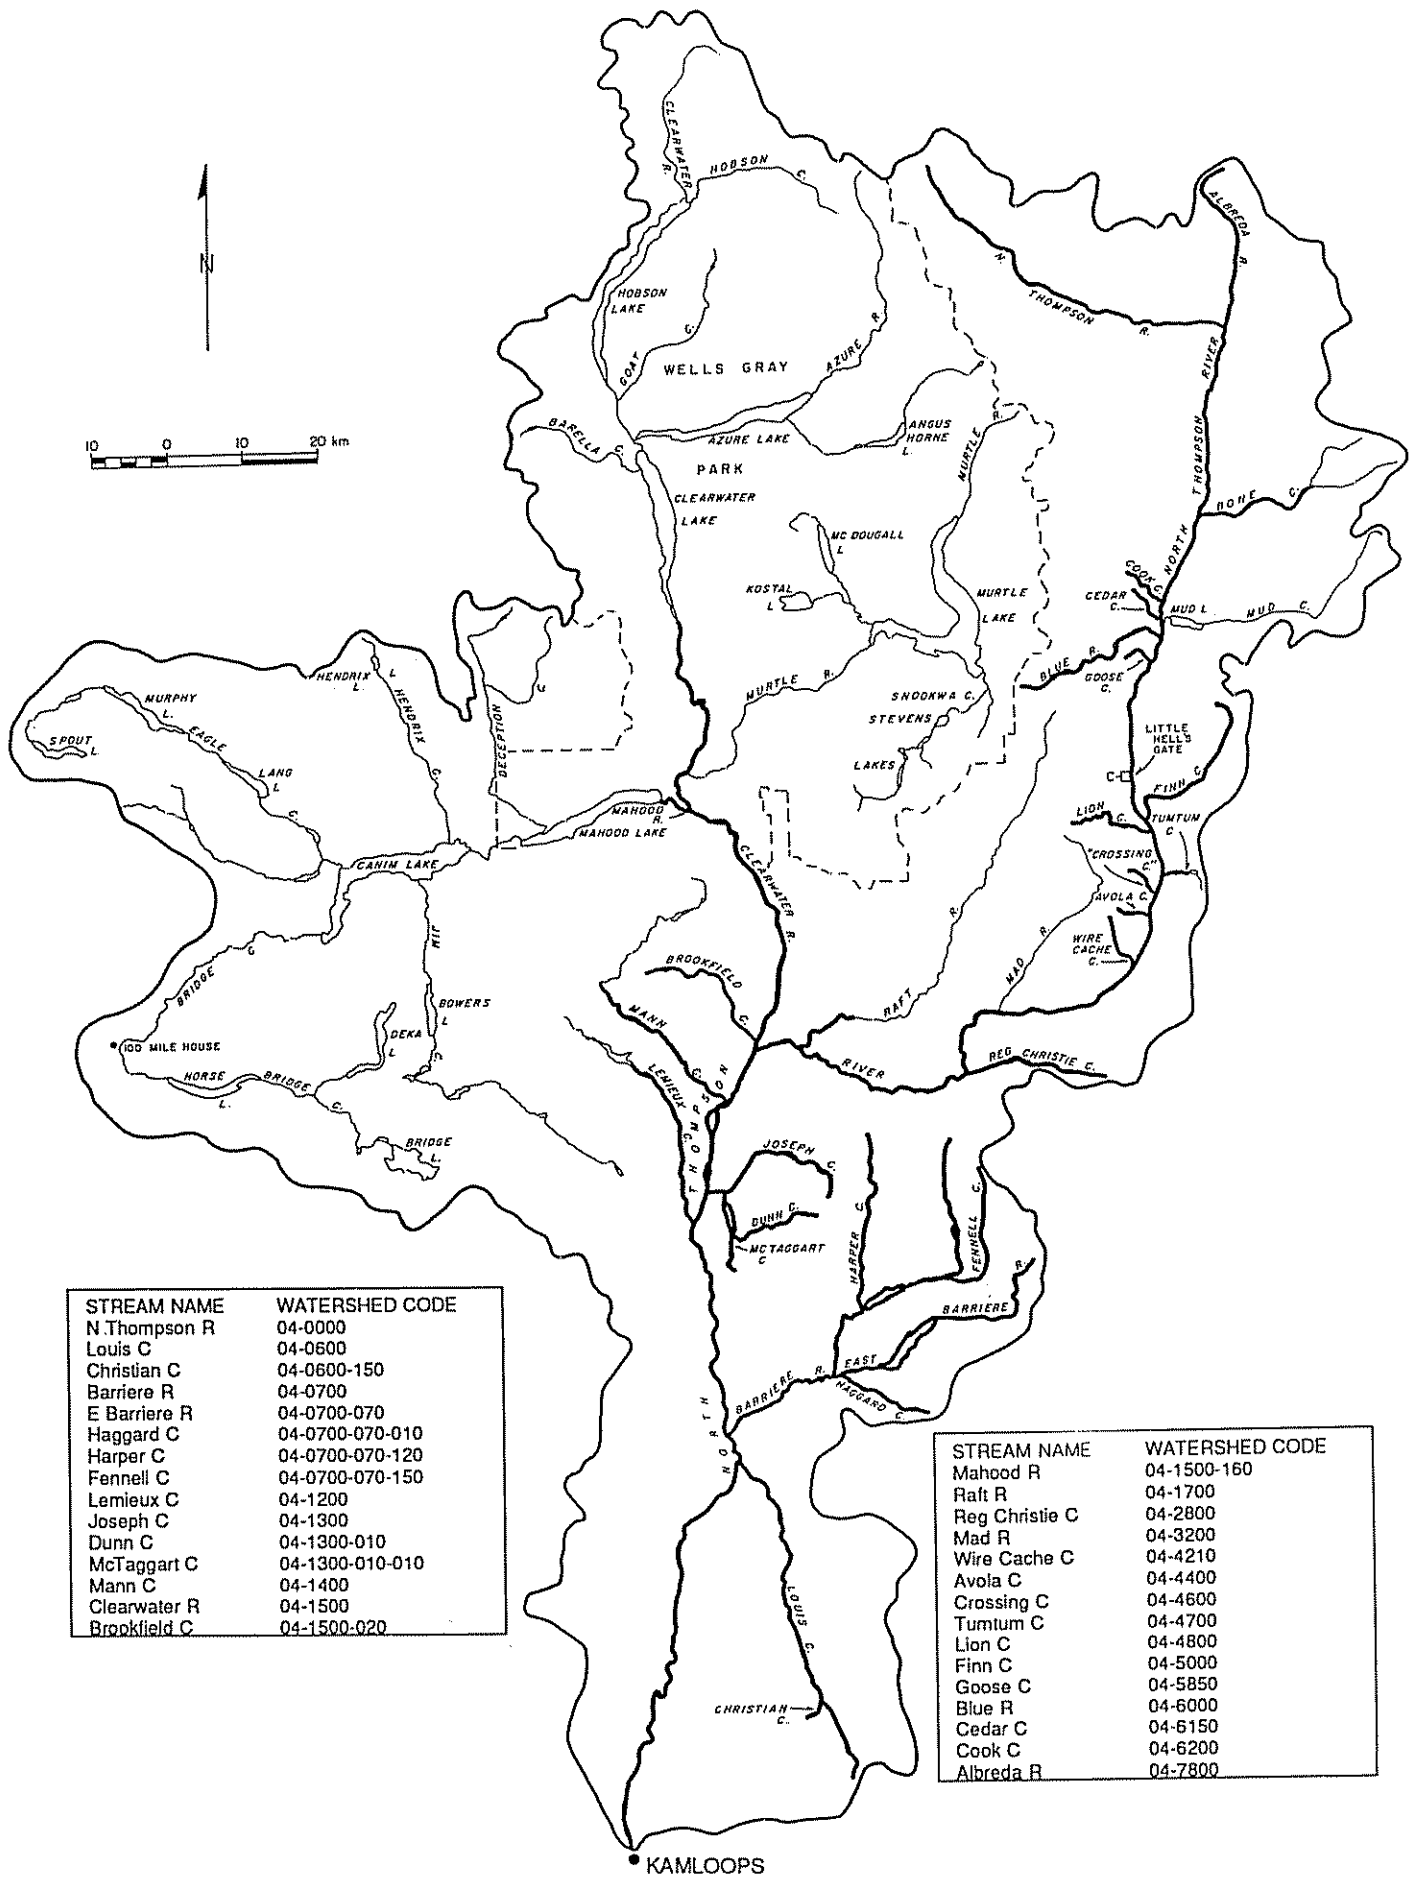 CLEARWATER
R.
HOBSON
C.
ALBREDA
R.
N.
THOMPSON
R.
HOBSON
LAKE
GOAT
C.
WELLS GRAY
AZURE
R.
RIVER
10 0 10 20 km
N
BARELLA
C.
AZURE LAKE
ANGUS
HORNE
L.
MURTLE
R.
PARK
THOMPSON
CLEARWATER
LAKE
C.
MC DOUGALL
L
NORTH
COOK C.
KOSTAL
L
MURTLE
LAKE
CEDAR
C.
MUD L
MUD C.
BLUE R.
GOOSE
C.
HENDRIX
L.
L
HENDRIX
C.
DECEPTION
MURTLE R.
SNOOKWA C.
STEVENS
LAKES
MURPHY
L.
EAGLE
SPOUT
L
LANG
L
C.
LITTLE
HELL'S
GATE
C-
FINN C.
LION
C.
TUMTUM
C
MAHOOD
R.
MAHOOD LAKE
CANIM LAKE
"CROSSING
C."
AVOLA C.
CLEARWATER R.
WIRE
CACHE
C.
MAD
R.
R.
RAFT
BRIDGE
C
JIM
BOWERS
L
C.
DEKA
L
BROOKFIELD
C.
MANN
C.
100 MILE HOUSE
HORSE
L.
BRIDGE
C.
BRIDGE
L.
LEMIEUX
C.
THOMPSON
RIVER
REG CHRISTIE C.
JOSEPH C.
DUNN C.
MCTAGGART
C
HARPER C.
FENNELL C.
R.
BARRIERE
EAST
BARRIERE R.
HAGGARD C.
NORTH
STREAM NAME WATERSHED CODE
N.Thompson R 04-0000
Louis C 04-0600
Christian C 04-0600-150
Barriere R 04-0700
E Barriere R 04-0700-070
Haggard C 04-0700-070-010
Harper C 04-0700-070-120
Fennell C 04-0700-070-150
Lemieux C 04-1200
Joseph C 04-1300
Dunn C 04-1300-010
McTaggart C 04-1300-010-010
Mann C 04-1400
Clearwater R 04-1500
Brookfield C 04-1500-020
STREAM NAME WATERSHED CODE
Mahood R 04-1500-160
Raft R 04-1700
Reg Christie C 04-2800
Mad R 04-3200
Wire Cache C 04-4210
Avola C 04-4400
Crossing C 04-4600
Tumtum C 04-4700
Lion C 04-4800
Finn C 04-5000
Goose C 04-5850
Blue R 04-6000
Cedar C 04-6150
Cook C 04-6200
Albreda R 04-7800
LOUIS C.
CHRISTIAN
C.
KAMLOOPS